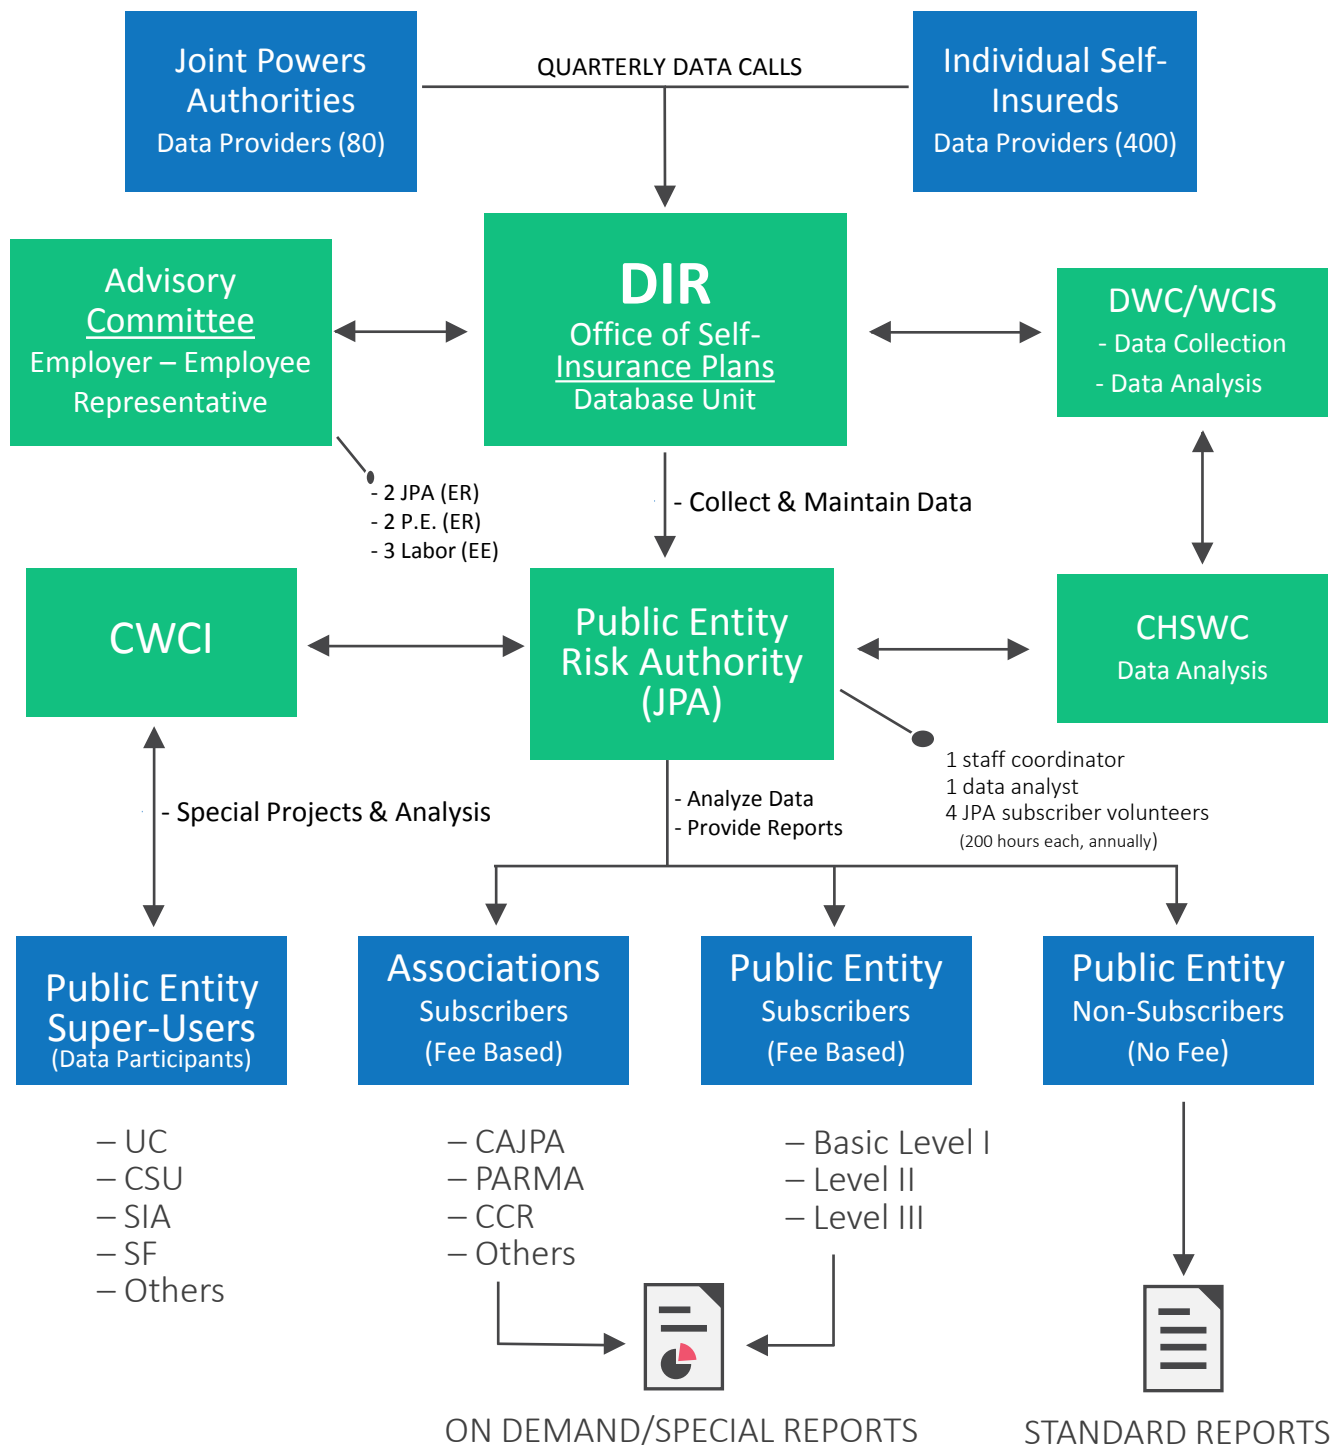 Joint Powers
Authorities
Data Providers (80)
QUARTERLY DATA CALLS
Individual Self-
Insureds
Data Providers (400)
Advisory
Committee
Employer – Employee
Representative
DIR
Office of Self-
Insurance Plans
Database Unit
DWC/WCIS
- Data Collection
- Data Analysis
- 2 JPA (ER)
- 2 P.E. (ER)
- 3 Labor (EE)
- Collect & Maintain Data
CWCI
Public Entity
Risk Authority
(JPA)
CHSWC
Data Analysis
1 staff coordinator
1 data analyst
4 JPA subscriber volunteers
(200 hours each, annually)
- Special Projects & Analysis
- Analyze Data
- Provide Reports
Public Entity
Super-Users
(Data Participants)
Associations
Subscribers
(Fee Based)
Public Entity
Subscribers
(Fee Based)
Public Entity
Non-Subscribers
(No Fee)
– UC
– CSU
– SIA
– SF
– Others
– CAJPA
– PARMA
– CCR
– Others
– Basic Level I
– Level II
– Level III
ON DEMAND/SPECIAL REPORTS
STANDARD REPORTS